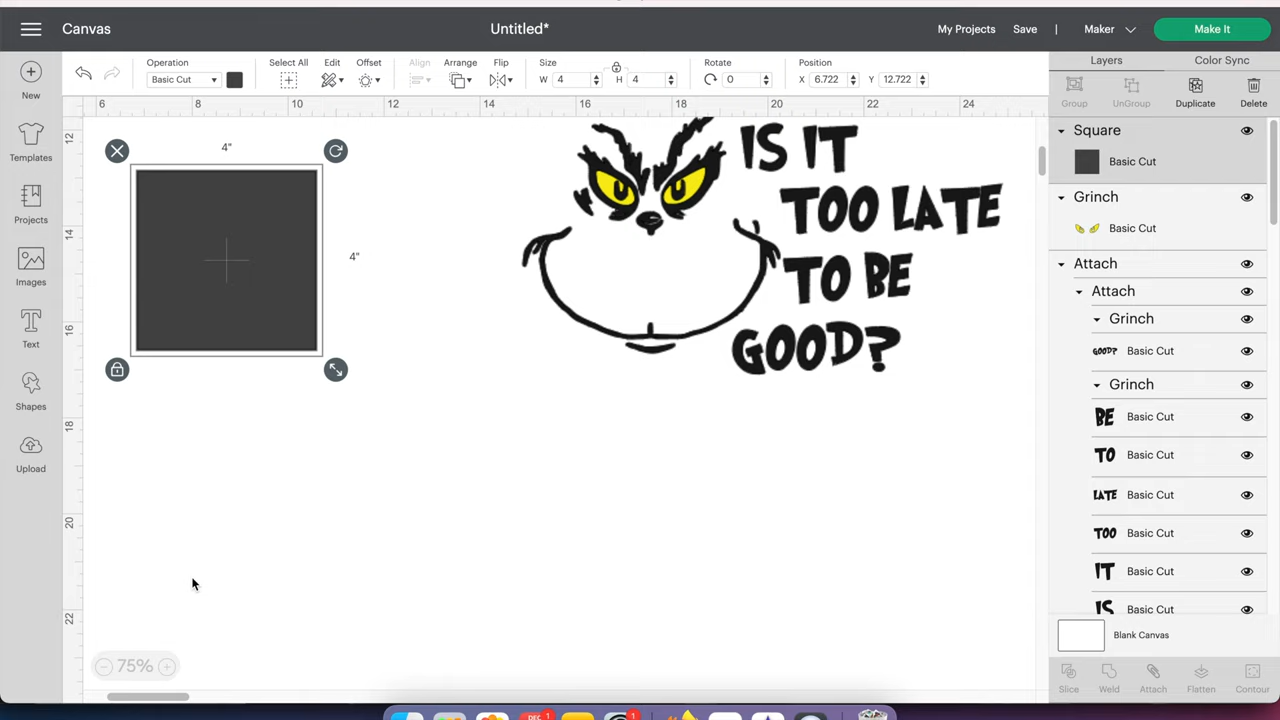 Canvas
Untitled*
My Projects Save | Maker Make It
Operation
Basic Cut
Select All
Edit
Offset
Align
Arrange
Flip
Size
W 4 H 4
Rotate
0
Position
X 6.722 Y 12.722
Layers Color Sync
New
Templates
Projects
Images
Text
Shapes
Upload
Group UnGroup Duplicate Delete
6 8 10 12 14 16 18 20 22 24
12
14
16
18
20
22
4"
4"
IS IT
TOO LATE
TO BE
GOOD?
Square
Basic Cut
Grinch
Basic Cut
Attach
Attach
Grinch
GOOD? Basic Cut
Grinch
BE Basic Cut
TO Basic Cut
LATE Basic Cut
TOO Basic Cut
IT Basic Cut
IS Basic Cut
Blank Canvas
Slice Weld Attach Flatten Contour
75%
DEC 1
1